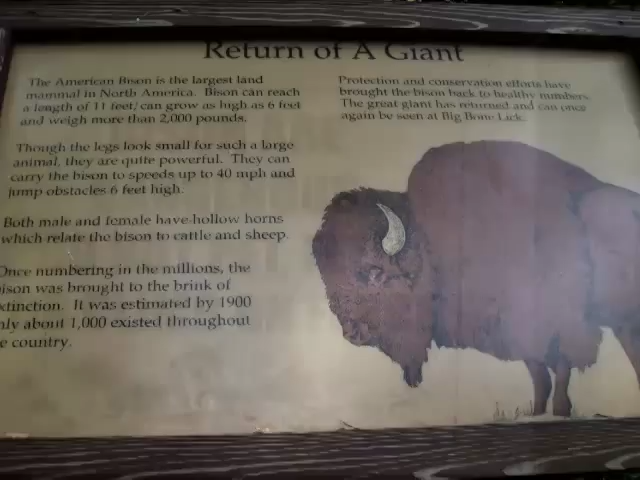 Return of A Giant
The American Bison is the largest land
mammal in North America. Bison can reach
a length of 11 feet, can grow as high as 6 feet
and weigh more than 2,000 pounds.
Though the legs look small for such a large
animal, they are quite powerful. They can
carry the bison to speeds up to 40 mph and
jump obstacles 6 feet high.
Both male and female have hollow horns
which relate the bison to cattle and sheep.
Once numbering in the millions, the
ison was brought to the brink of
xtinction. It was estimated by 1900
nly about 1,000 existed throughout
e country.
Protection and conservation efforts have
brought the bison back to healthy numbers.
The great giant has returned and can once
again be seen at Big Bone Lick.